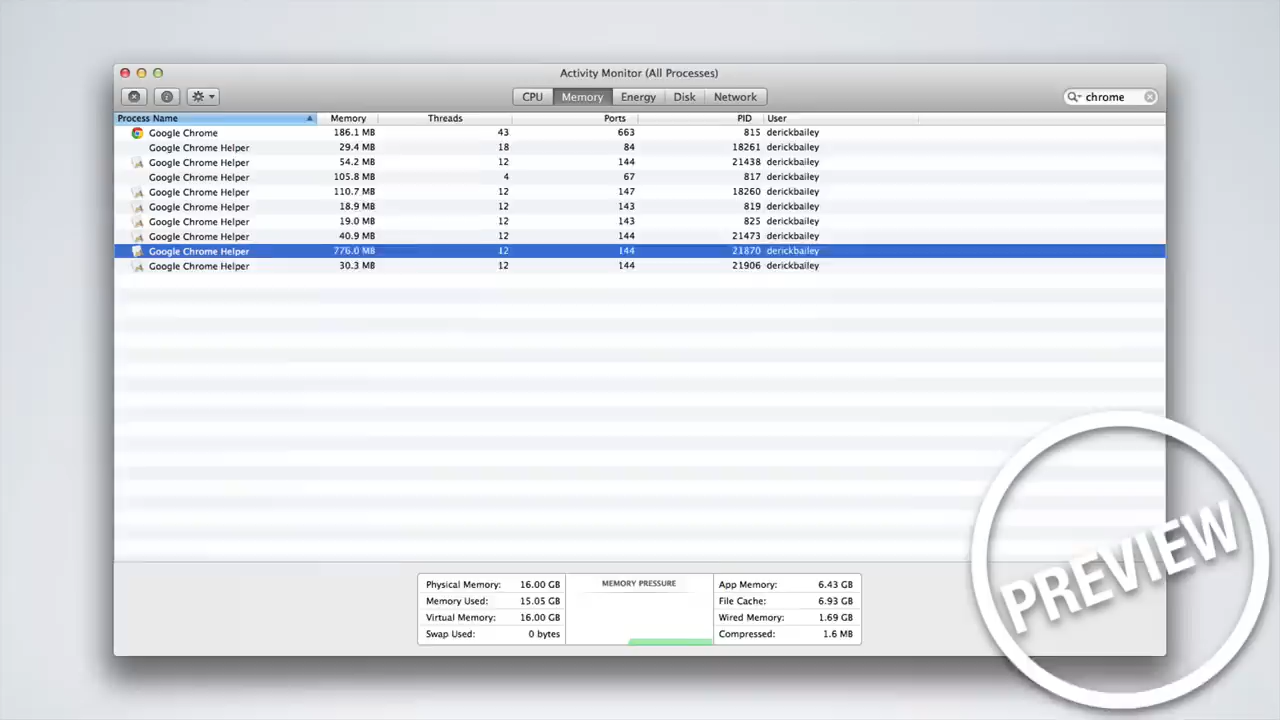 Activity Monitor (All Processes)
CPU Memory Energy Disk Network chrome
Process Name Memory Threads Ports PID User
Google Chrome 186.1 MB 43 663 815 derickbailey
Google Chrome Helper 29.4 MB 18 84 18261 derickbailey
Google Chrome Helper 54.2 MB 12 144 21438 derickbailey
Google Chrome Helper 105.8 MB 4 67 817 derickbailey
Google Chrome Helper 110.7 MB 12 147 18260 derickbailey
Google Chrome Helper 18.9 MB 12 143 819 derickbailey
Google Chrome Helper 19.0 MB 12 143 825 derickbailey
Google Chrome Helper 40.9 MB 12 144 21473 derickbailey
Google Chrome Helper 776.0 MB 12 144 21870 derickbailey
Google Chrome Helper 30.3 MB 12 144 21906 derickbailey
Physical Memory: 16.00 GB MEMORY PRESSURE App Memory: 6.43 GB
Memory Used: 15.05 GB File Cache: 6.93 GB
Virtual Memory: 16.00 GB Wired Memory: 1.69 GB
Swap Used: 0 bytes Compressed: 1.6 MB
PREVIEW